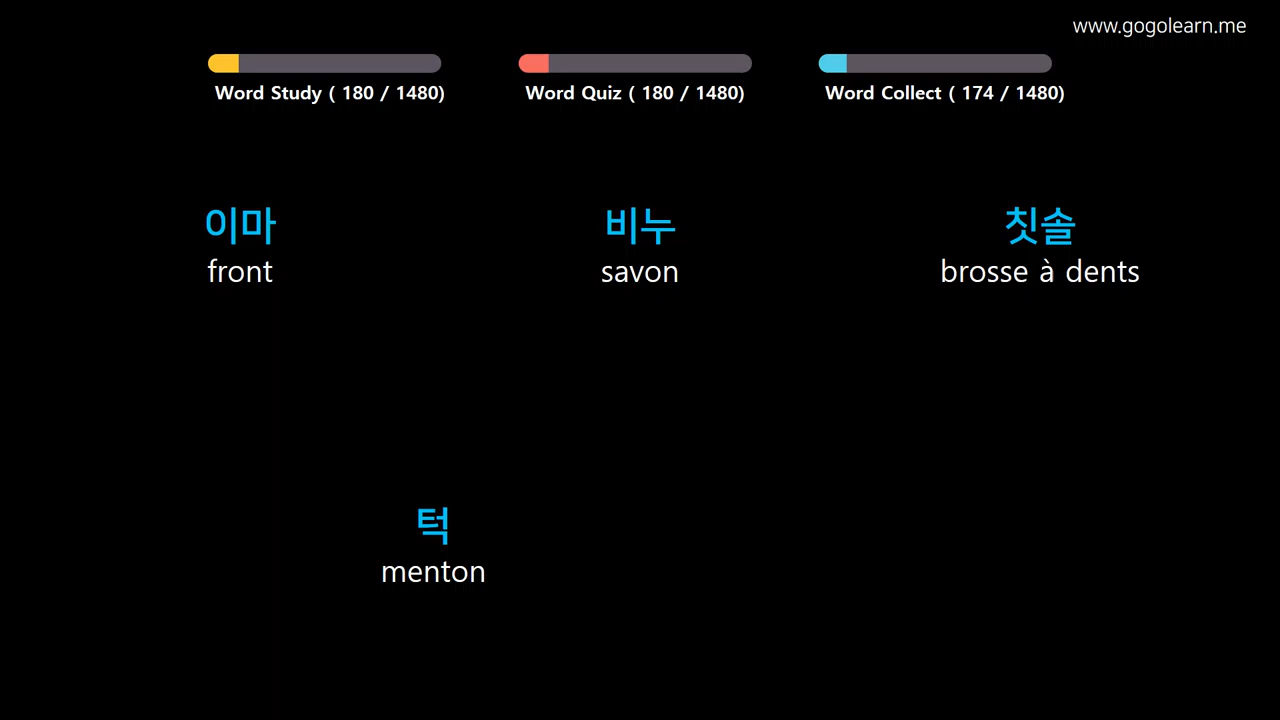 www.gogolearn.me
Word Study ( 180 / 1480)
Word Quiz ( 180 / 1480)
Word Collect ( 174 / 1480)
이마
front
비누
savon
칫솔
brosse à dents
턱
menton